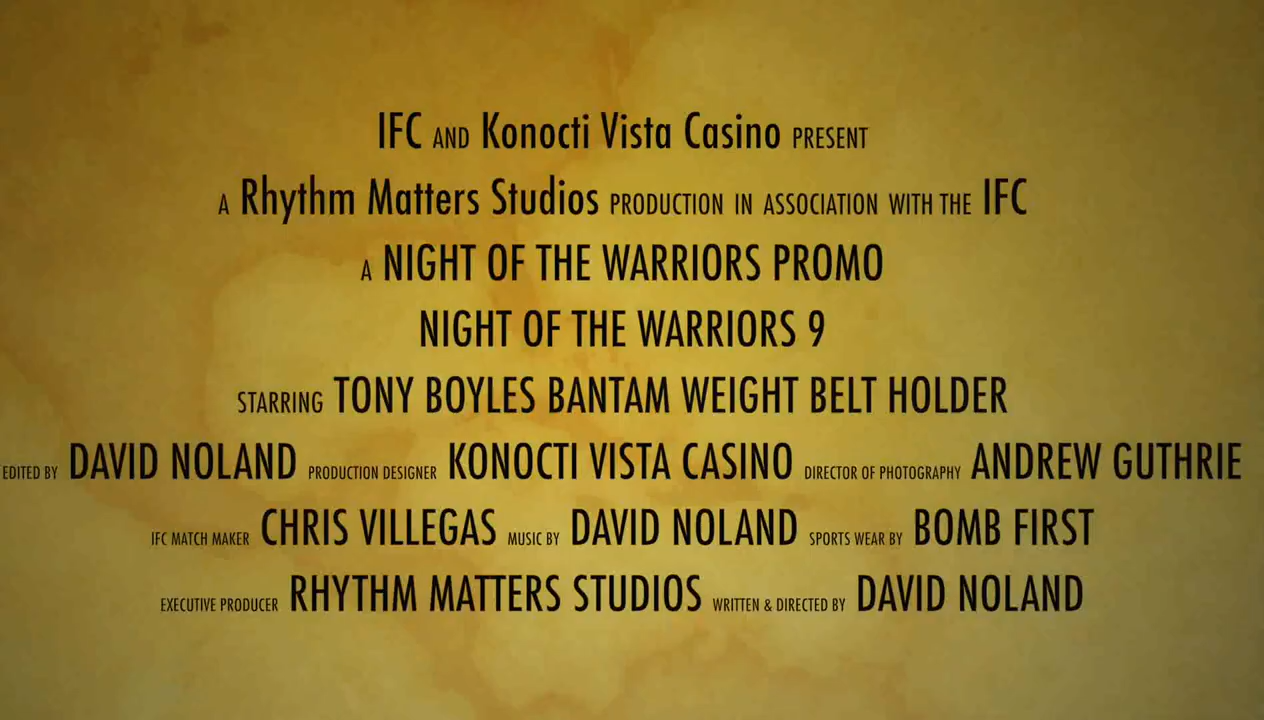 IFC AND Konocti Vista Casino PRESENT
A Rhythm Matters Studios PRODUCTION IN ASSOCIATION WITH THE IFC
A NIGHT OF THE WARRIORS PROMO
NIGHT OF THE WARRIORS 9
STARRING TONY BOYLES BANTAM WEIGHT BELT HOLDER
EDITED BY DAVID NOLAND PRODUCTION DESIGNER KONOCTI VISTA CASINO DIRECTOR OF PHOTOGRAPHY ANDREW GUTHRIE
IFC MATCH MAKER CHRIS VILLEGAS MUSIC BY DAVID NOLAND SPORTS WEAR BY BOMB FIRST
EXECUTIVE PRODUCER RHYTHM MATTERS STUDIOS WRITTEN & DIRECTED BY DAVID NOLAND